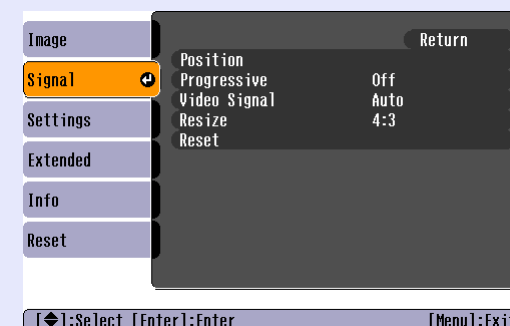 Image
Signal
Settings
Extended
Info
Reset
Return
Position
Progressive Off
Video Signal Auto
Resize 4:3
Reset
[◆]:Select [Enter]:Enter [Menu]:Exit